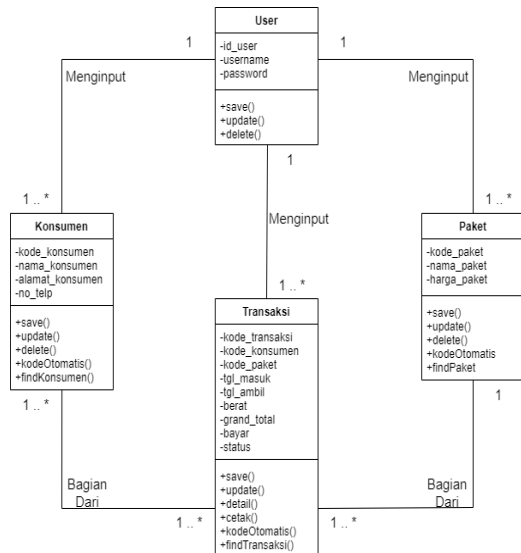 User
-id_user
-username
-password
+save()
+update()
+delete()
1
1
Menginput
Menginput
1
Menginput
1 .. *
1 .. *
1 .. *
Konsumen
-kode_konsumen
-nama_konsumen
-alamat_konsumen
-no_telp
+save()
+update()
+delete()
+kodeOtomatis()
+findKonsumen()
1 .. *
Paket
-kode_paket
-nama_paket
-harga_paket
+save()
+update()
+delete()
+kodeOtomatis
+findPaket
1
Transaksi
-kode_transaksi
-kode_konsumen
-kode_paket
-tgl_masuk
-tgl_ambil
-berat
-grand_total
-bayar
-status
+save()
+update()
+detail()
+cetak()
+kodeOtomatis()
+findTransaksi()
Bagian
Dari
1 .. *
Bagian
Dari
1 .. *